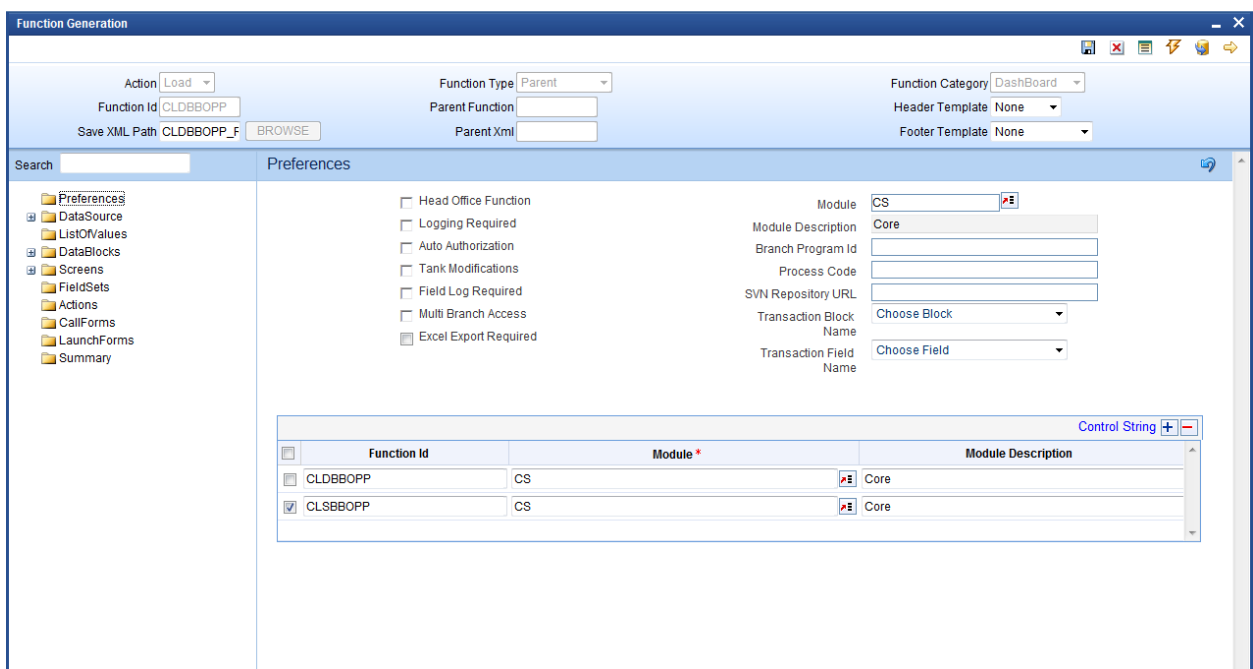 Function Generation
Action Load Function Type Parent Function Category DashBoard
Function Id CLDBBOPP Parent Function Header Template None
Save XML Path CLDBBOPP_F BROWSE Parent Xml Footer Template None
Search Preferences
Preferences
DataSource
ListOfValues
DataBlocks
Screens
FieldSets
Actions
CallForms
LaunchForms
Summary
Head Office Function
Logging Required
Auto Authorization
Tank Modifications
Field Log Required
Multi Branch Access
Excel Export Required
Module CS
Module Description Core
Branch Program Id
Process Code
SVN Repository URL
Transaction Block Choose Block
Name
Transaction Field Choose Field
Name
Control String
Function Id Module * Module Description
CLDBBOPP CS Core
CLSBBOPP CS Core